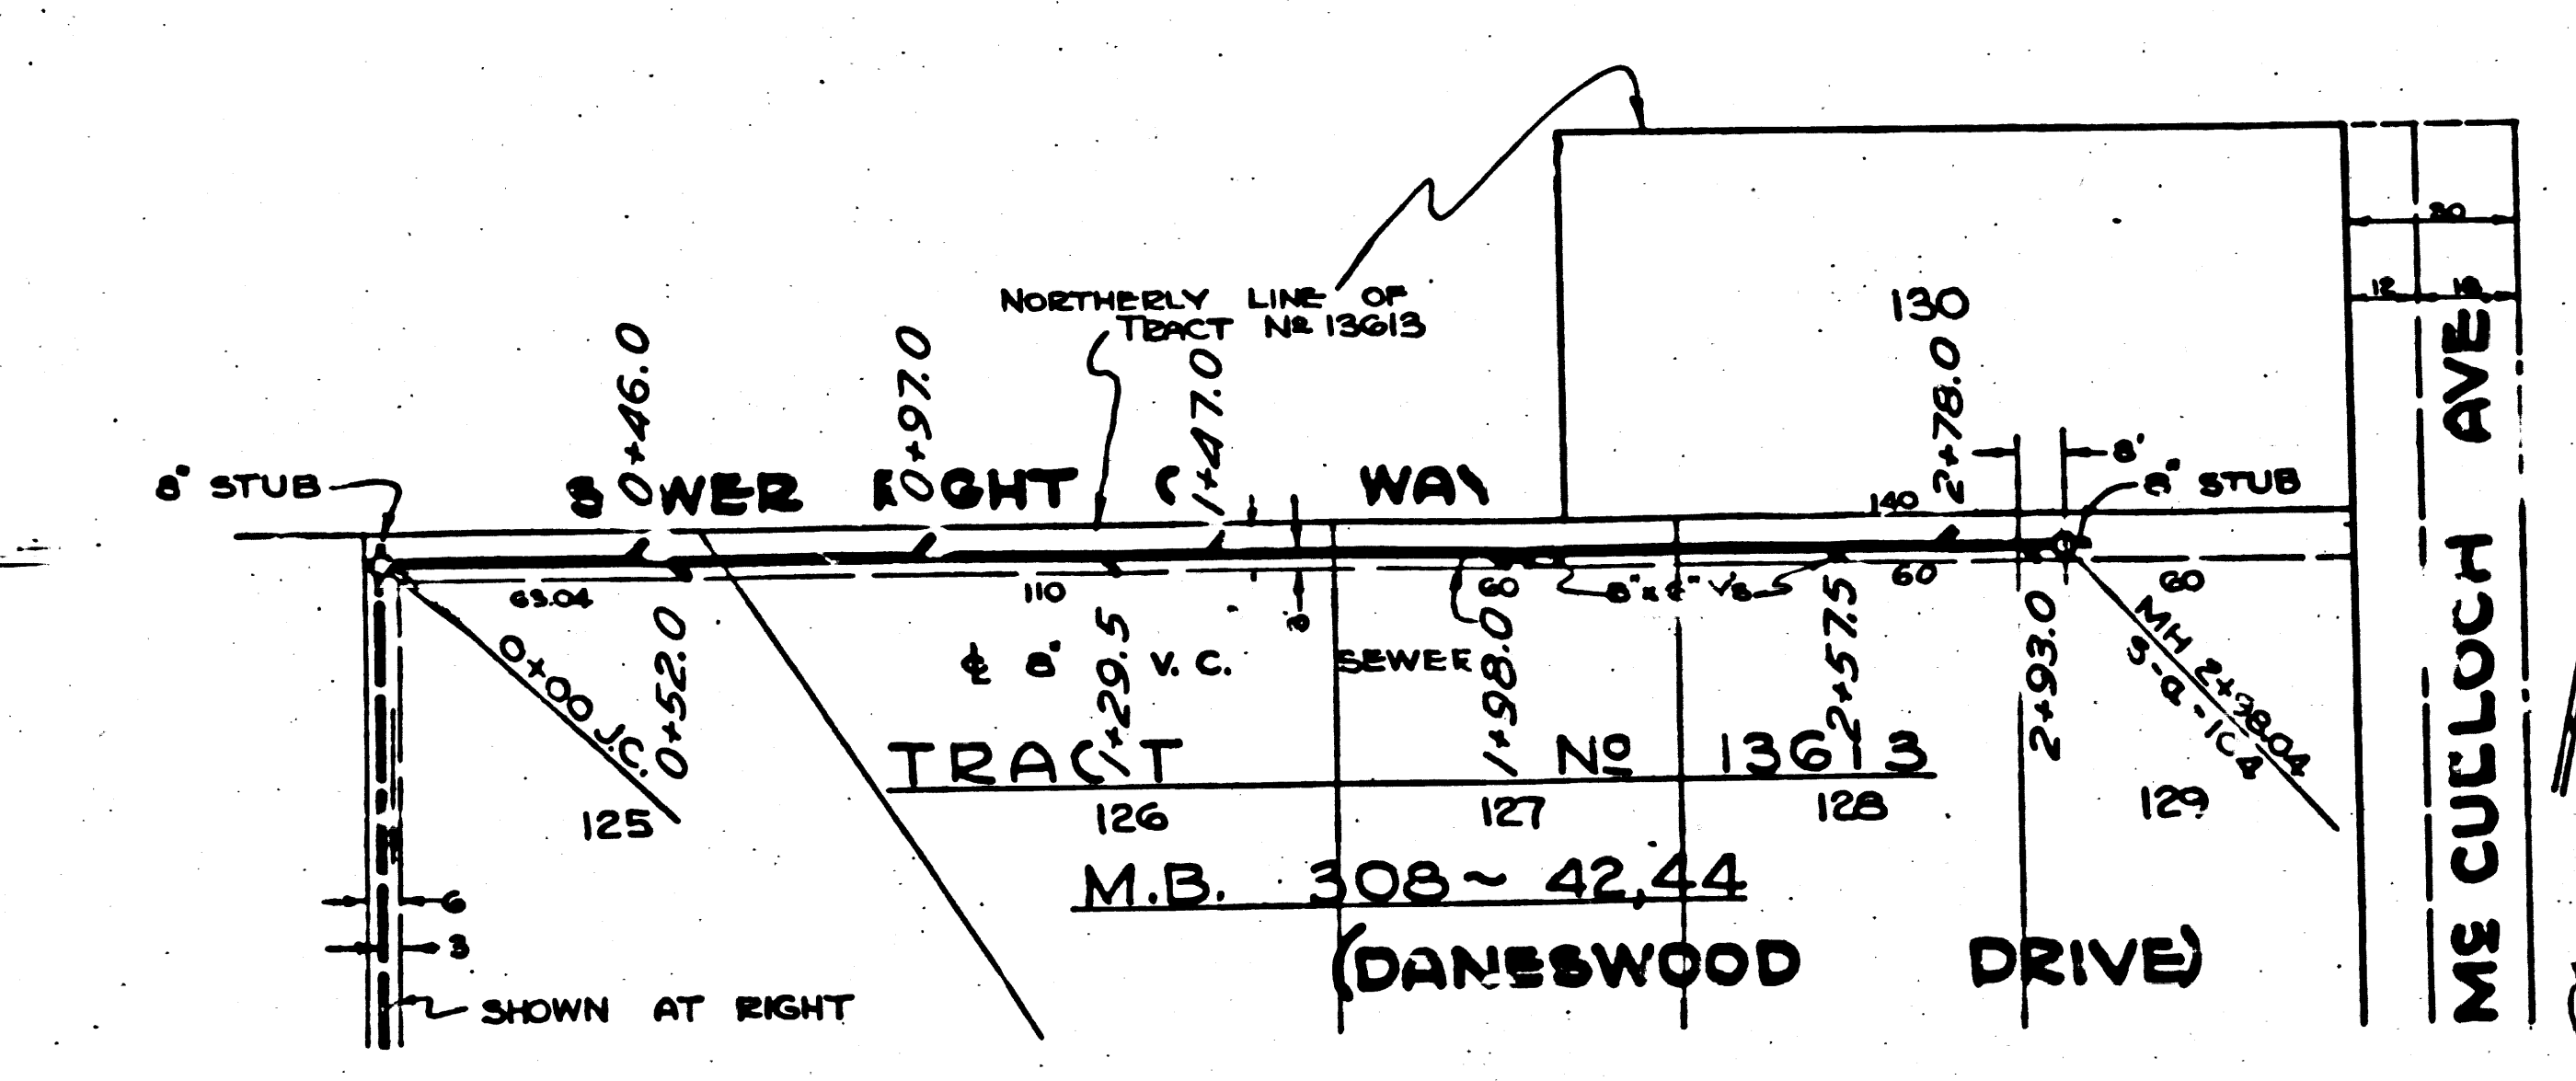 30
12 18
NORTHERLY LINE OF
TRACT Nº 13613
130
0+46.0
0+97.0
1+47.0
2+78.0
8'
8" STUB
SEWER RIGHT WAY
140
8" STUB
63.04
110
60
60
60
0+00 J.C.
0+52.0
1+29.5
1+98.0
2+57.5
2+93.0
℄ 8" V.C. SEWER
MH 2+98.04
TRACT Nº 13613
125
126
127
128
129
M.B. 308~42,44
(DANESWOOD DRIVE)
6
3
SHOWN AT RIGHT
Mc CULLOCH AVE